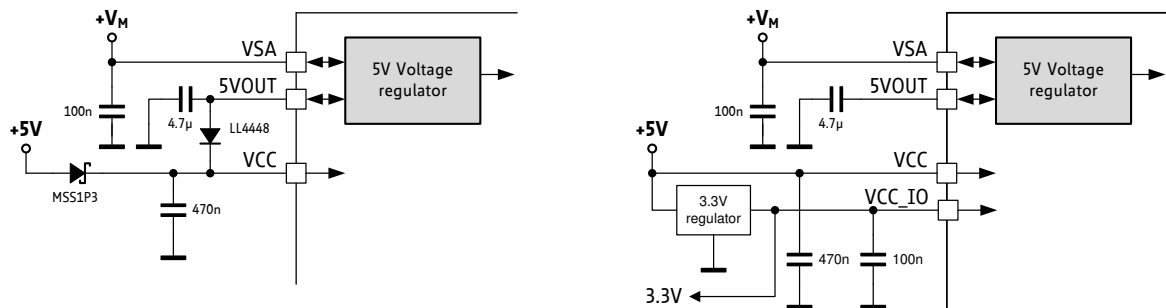 +VM
VSA
5V Voltage
regulator
5VOUT
100n
4.7µ
LL4448
+5V
VCC
MSS1P3
470n
+VM
VSA
5V Voltage
regulator
5VOUT
100n
4.7µ
+5V
VCC
3.3V
regulator
VCC_IO
470n
100n
3.3V